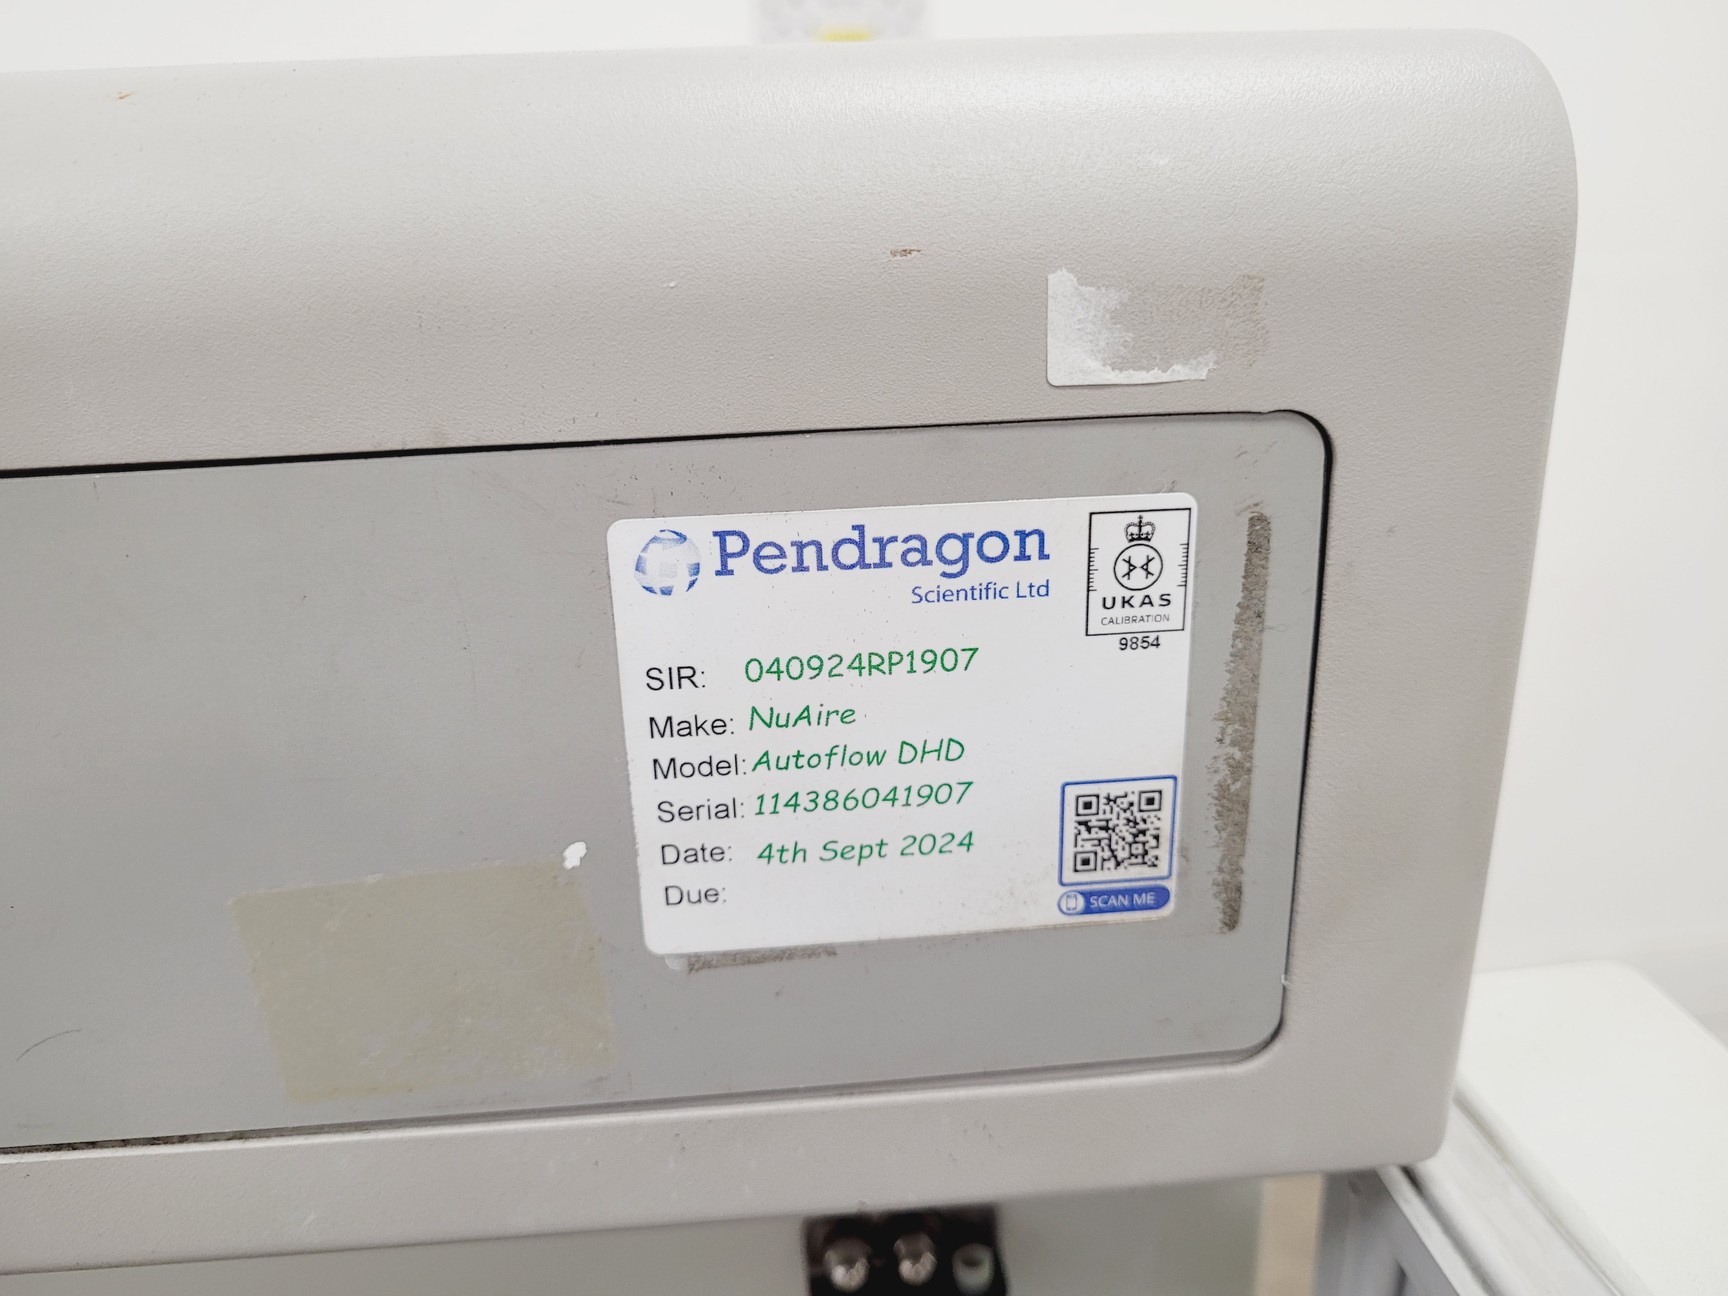 Pendragon
Scientific Ltd
UKAS
CALIBRATION
9854
SIR: 040924RP1907
Make: NuAire
Model: Autoflow DHD
Serial: 114386041907
Date: 4th Sept 2024
Due:
SCAN ME